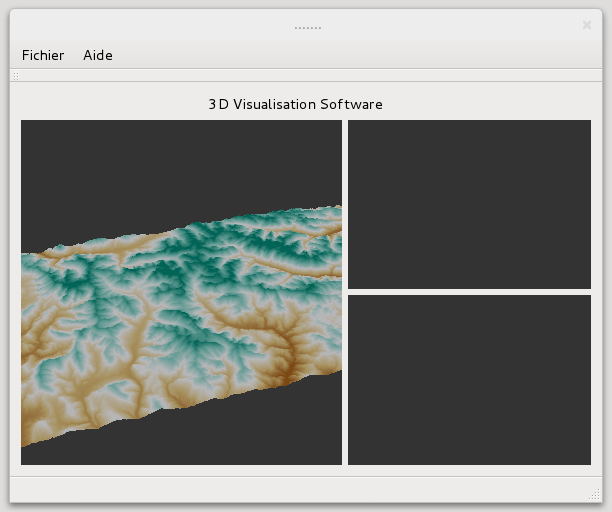 .......
Fichier Aide
3D Visualisation Software